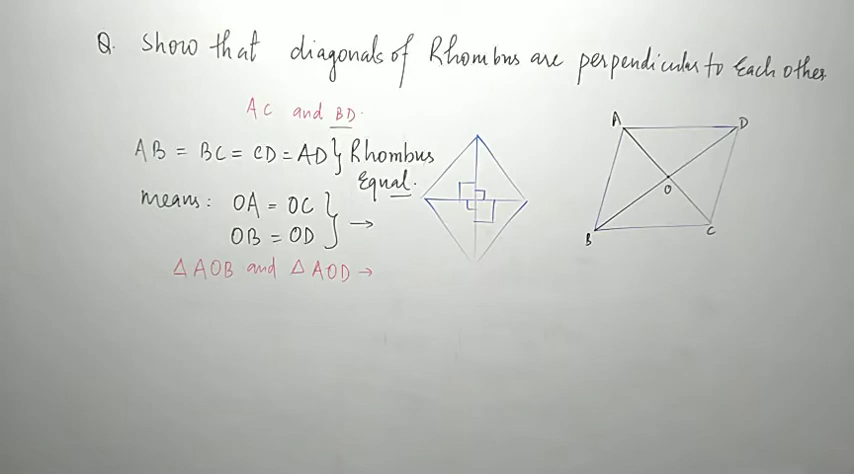 Q. Show that diagonals of Rhombus are perpendicular to Each other
AC and BD.
AB = BC = CD = AD } Rhombus
Equal.
means: OA = OC }
OB = OD } →
Δ AOB and Δ AOD →
A
D
O
B
C